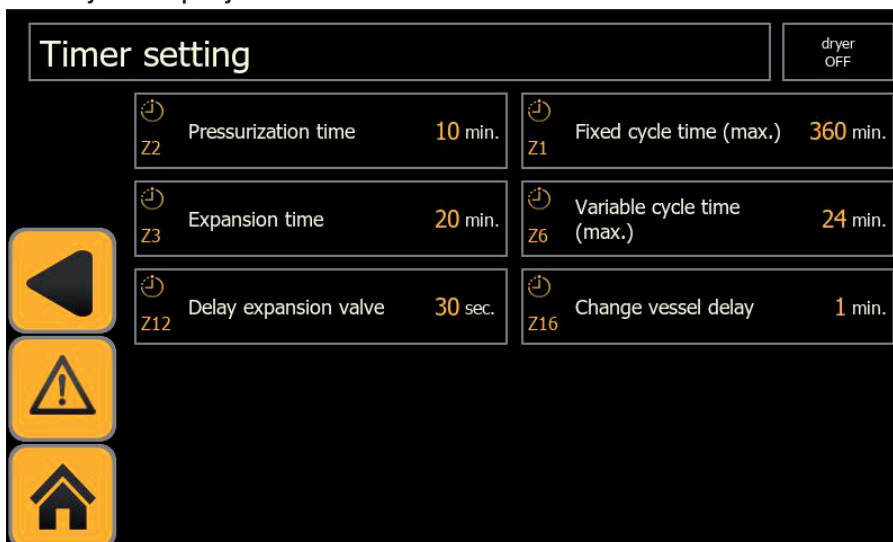 Timer setting
dryer
OFF
Z2 Pressurization time 10 min.
Z1 Fixed cycle time (max.) 360 min.
Z3 Expansion time 20 min.
Z6 Variable cycle time
(max.) 24 min.
Z12 Delay expansion valve 30 sec.
Z16 Change vessel delay 1 min.